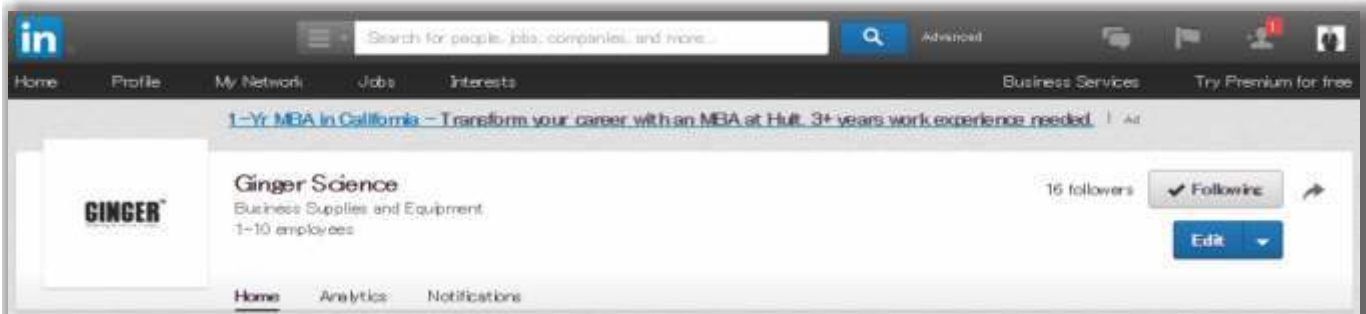 in
Search for people, jobs, companies, and more... Advanced 1
Home Profile My Network Jobs Interests Business Services Try Premium for free
1-Yr MBA in California - Transform your career with an MBA at Hult. 3+ years work experience needed. | Ad
GINGER™
Ginger Science
Business Supplies and Equipment
1-10 employees
16 followers Following
Edit
Home Analytics Notifications